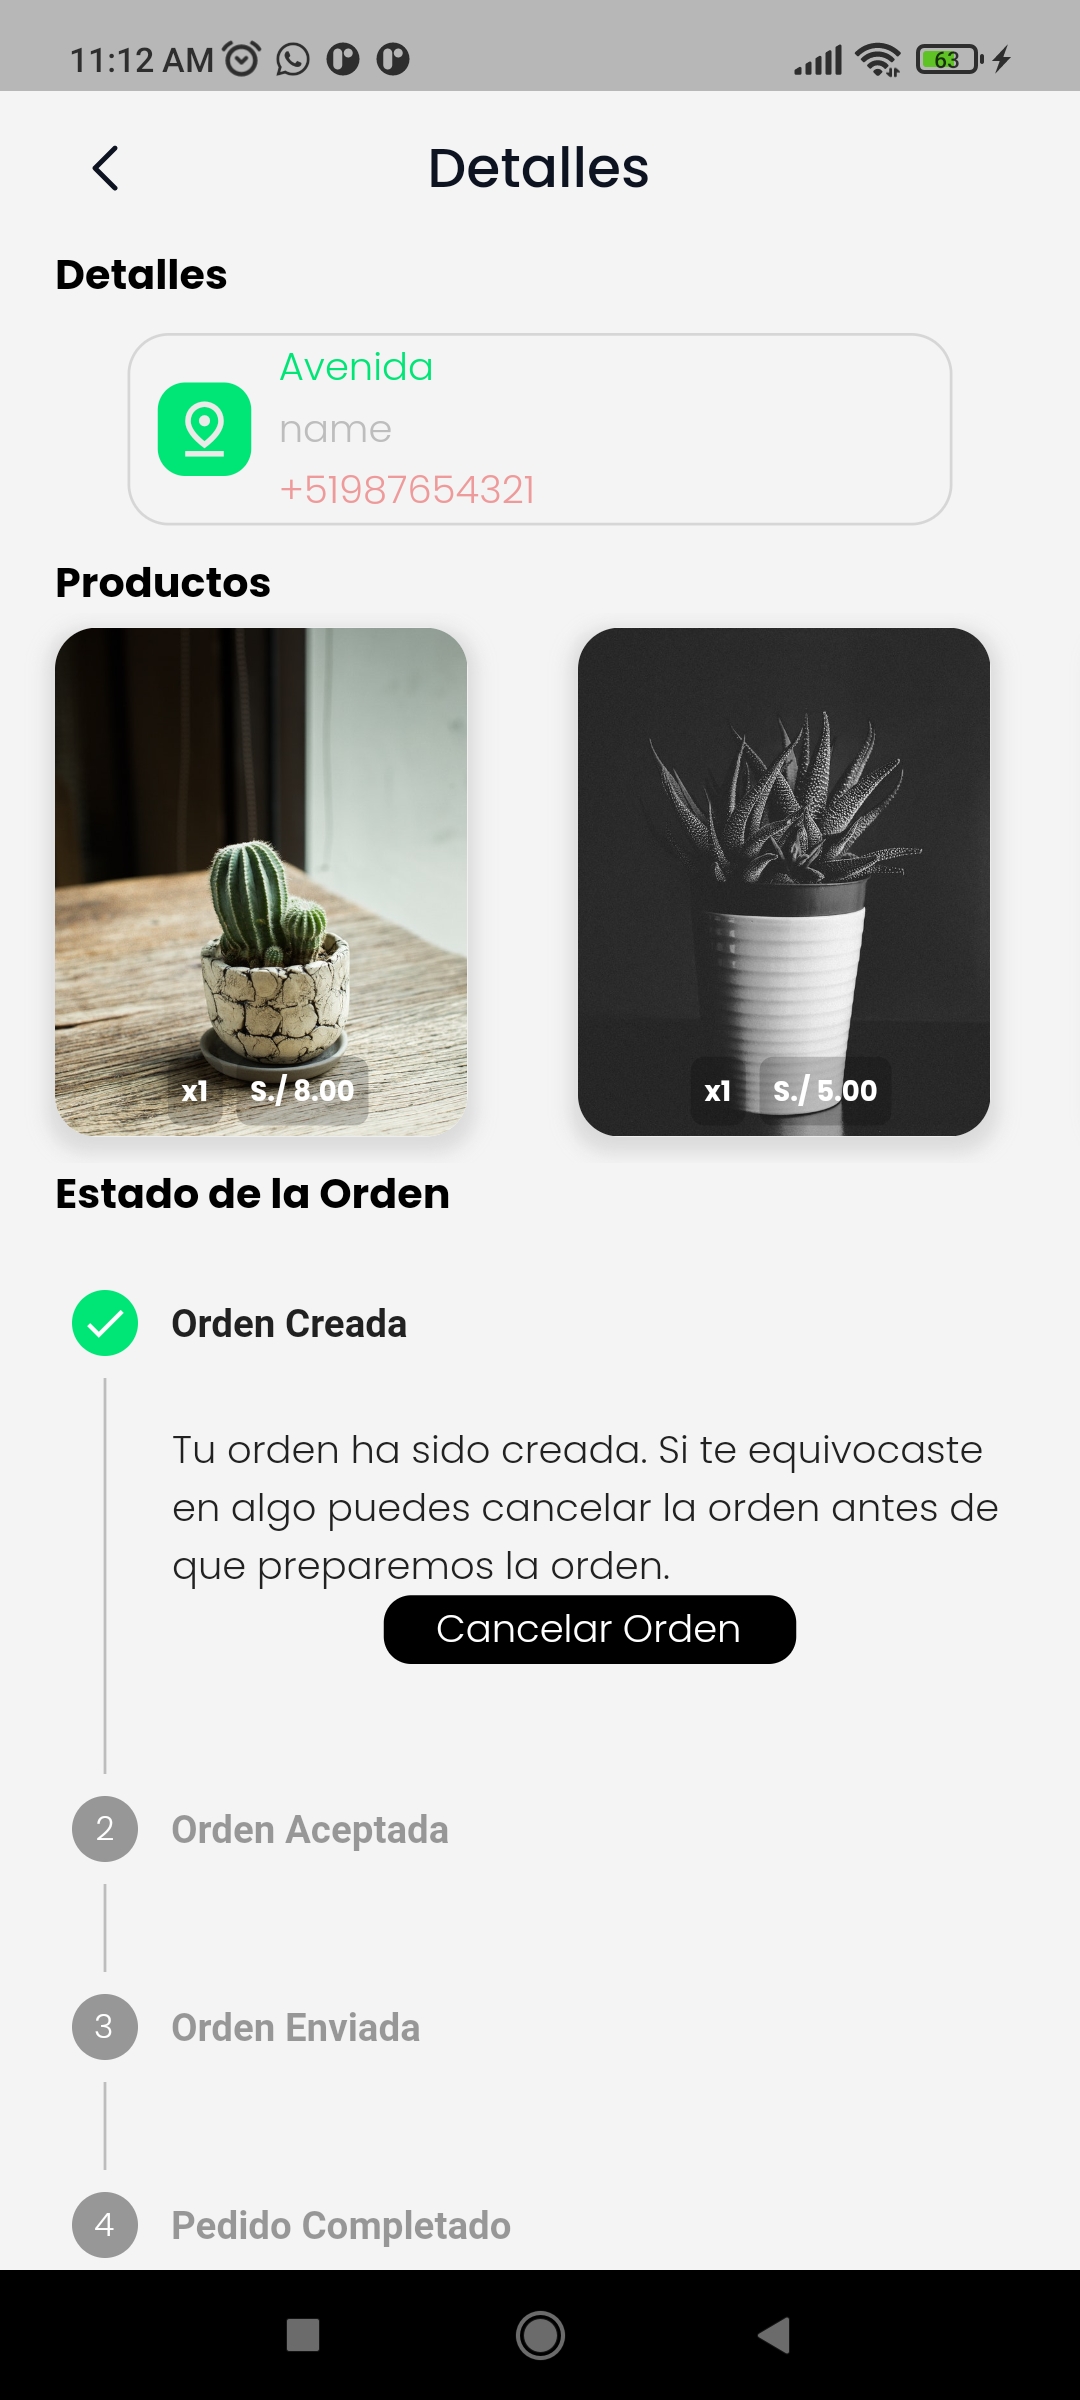 11:12 AM
63
Detalles
Detalles
Avenida
name
+51987654321
Productos
x1 S./ 8.00
x1 S./ 5.00
Estado de la Orden
Orden Creada
Tu orden ha sido creada. Si te equivocaste
en algo puedes cancelar la orden antes de
que preparemos la orden.
Cancelar Orden
2 Orden Aceptada
3 Orden Enviada
4 Pedido Completado